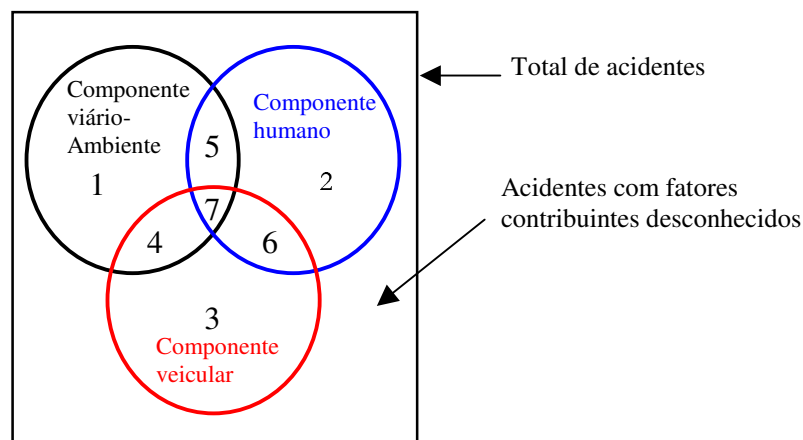 Total de acidentes
Componente
viário-
Ambiente
Componente
humano
5
1
2
7
4
6
Acidentes com fatores
contribuintes desconhecidos
3
Componente
veicular